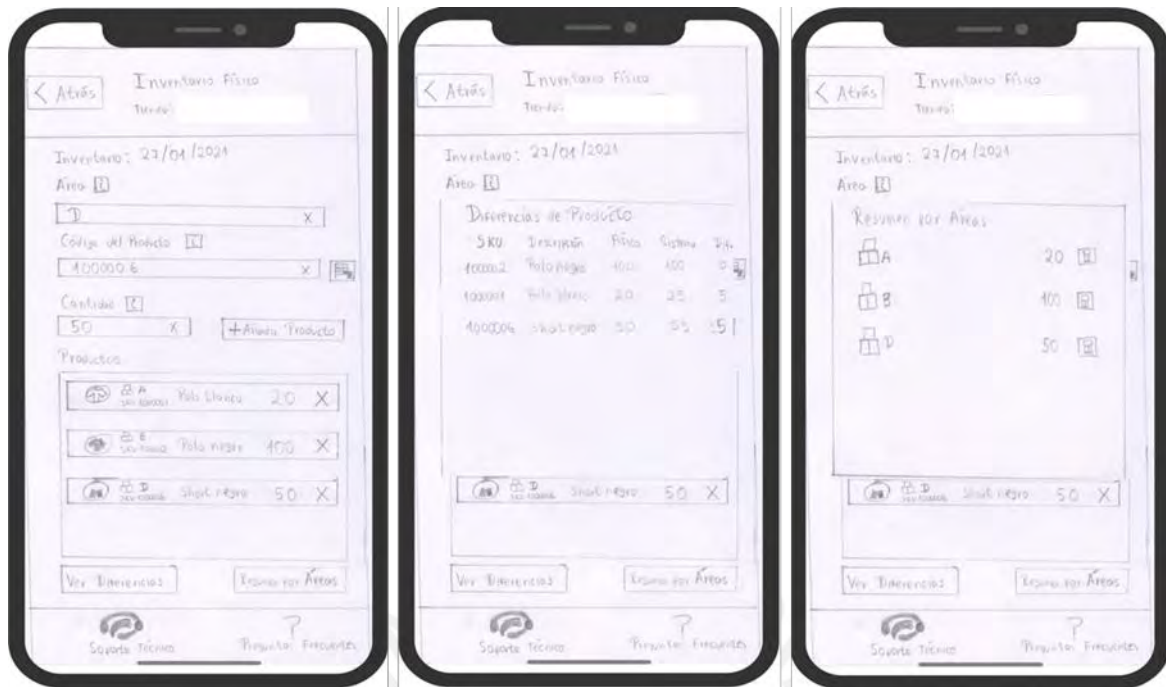 < Atrás
Inventario Físico
Tienda:
Inventario: 27/01/2021
Área
D X
Código del Producto
100000 6 X
Cantidad
50 X + Añadir Producto
Productos
A Polo blanco 20 X
B Polo negro 100 X
D Short negro 50 X
Ver Diferencias
Resumen por Áreas
Soporte Técnico
? Preguntas Frecuentes
< Atrás
Inventario Físico
Tienda:
Inventario: 27/01/2021
Área
Diferencias de Producto
SKU Descripción Físico Sistema Dif.
100002 Polo negro 100 100 0
Polo blanco 20 25 5
1000006 Short negro 50 55 5
D Short negro 50 X
Ver Diferencias
Resumen por Áreas
Soporte Técnico
? Preguntas Frecuentes
< Atrás
Inventario Físico
Tienda:
Inventario: 27/01/2021
Área
Resumen por Áreas
A 20
B 100
D 50
D Short negro 50 X
Ver Diferencias
Resumen por Áreas
Soporte Técnico
? Preguntas Frecuentes